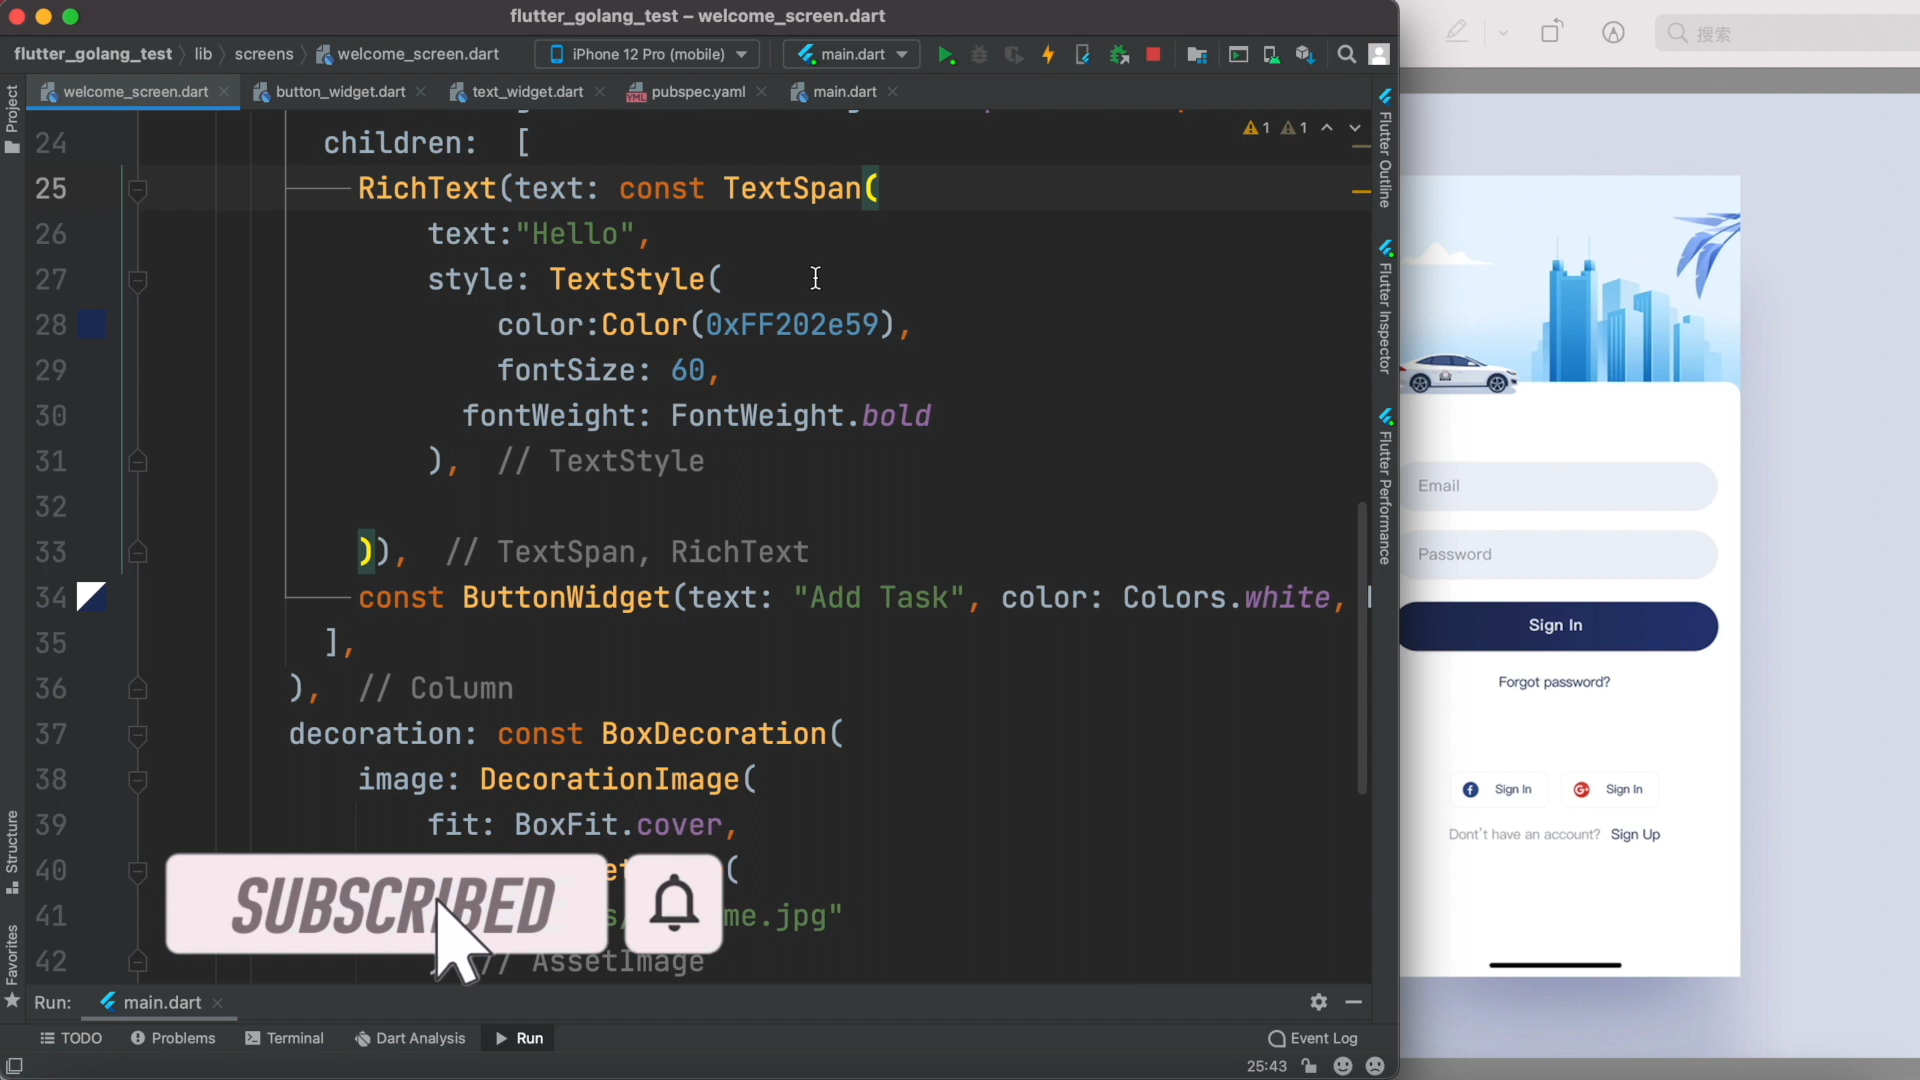 flutter_golang_test – welcome_screen.dart
搜索
flutter_golang_test lib screens welcome_screen.dart
iPhone 12 Pro (mobile) main.dart
welcome_screen.dart button_widget.dart text_widget.dart pubspec.yaml main.dart
Project
Structure
Favorites
Flutter Outline
Flutter Inspector
Flutter Performance
1 1
24 children: [
25 RichText(text: const TextSpan(
26 text:"Hello",
27 style: TextStyle(
28 color:Color(0xFF202e59),
29 fontSize: 60,
30 fontWeight: FontWeight.bold
31 ), // TextStyle
32
33 )), // TextSpan, RichText
34 const ButtonWidget(text: "Add Task", color: Colors.white,
35 ],
36 ), // Column
37 decoration: const BoxDecoration(
38 image: DecorationImage(
39 fit: BoxFit.cover,
40 (
41 me.jpg"
42 // AssetImage
SUBSCRIBED
Run: main.dart
TODO Problems Terminal Dart Analysis Run Event Log
25:43
Email
Password
Sign In
Forgot password?
Sign In Sign In
Dont't have an account? Sign Up